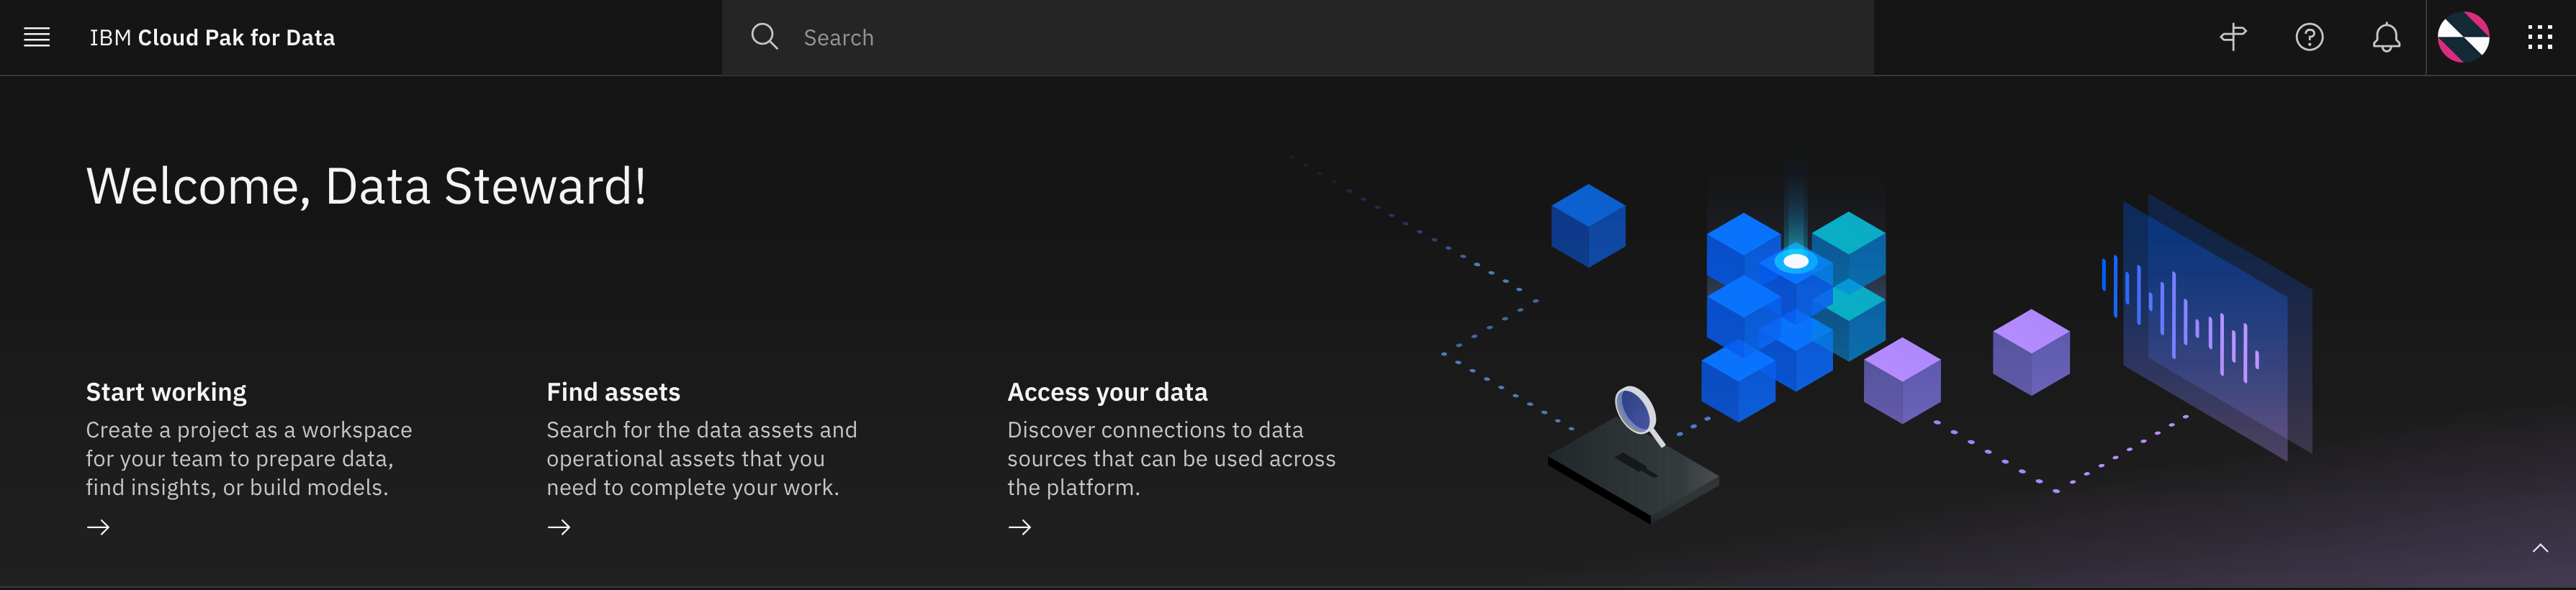 IBM Cloud Pak for Data
Search
Welcome, Data Steward!
Start working
Create a project as a workspace
for your team to prepare data,
find insights, or build models.
Find assets
Search for the data assets and
operational assets that you
need to complete your work.
Access your data
Discover connections to data
sources that can be used across
the platform.